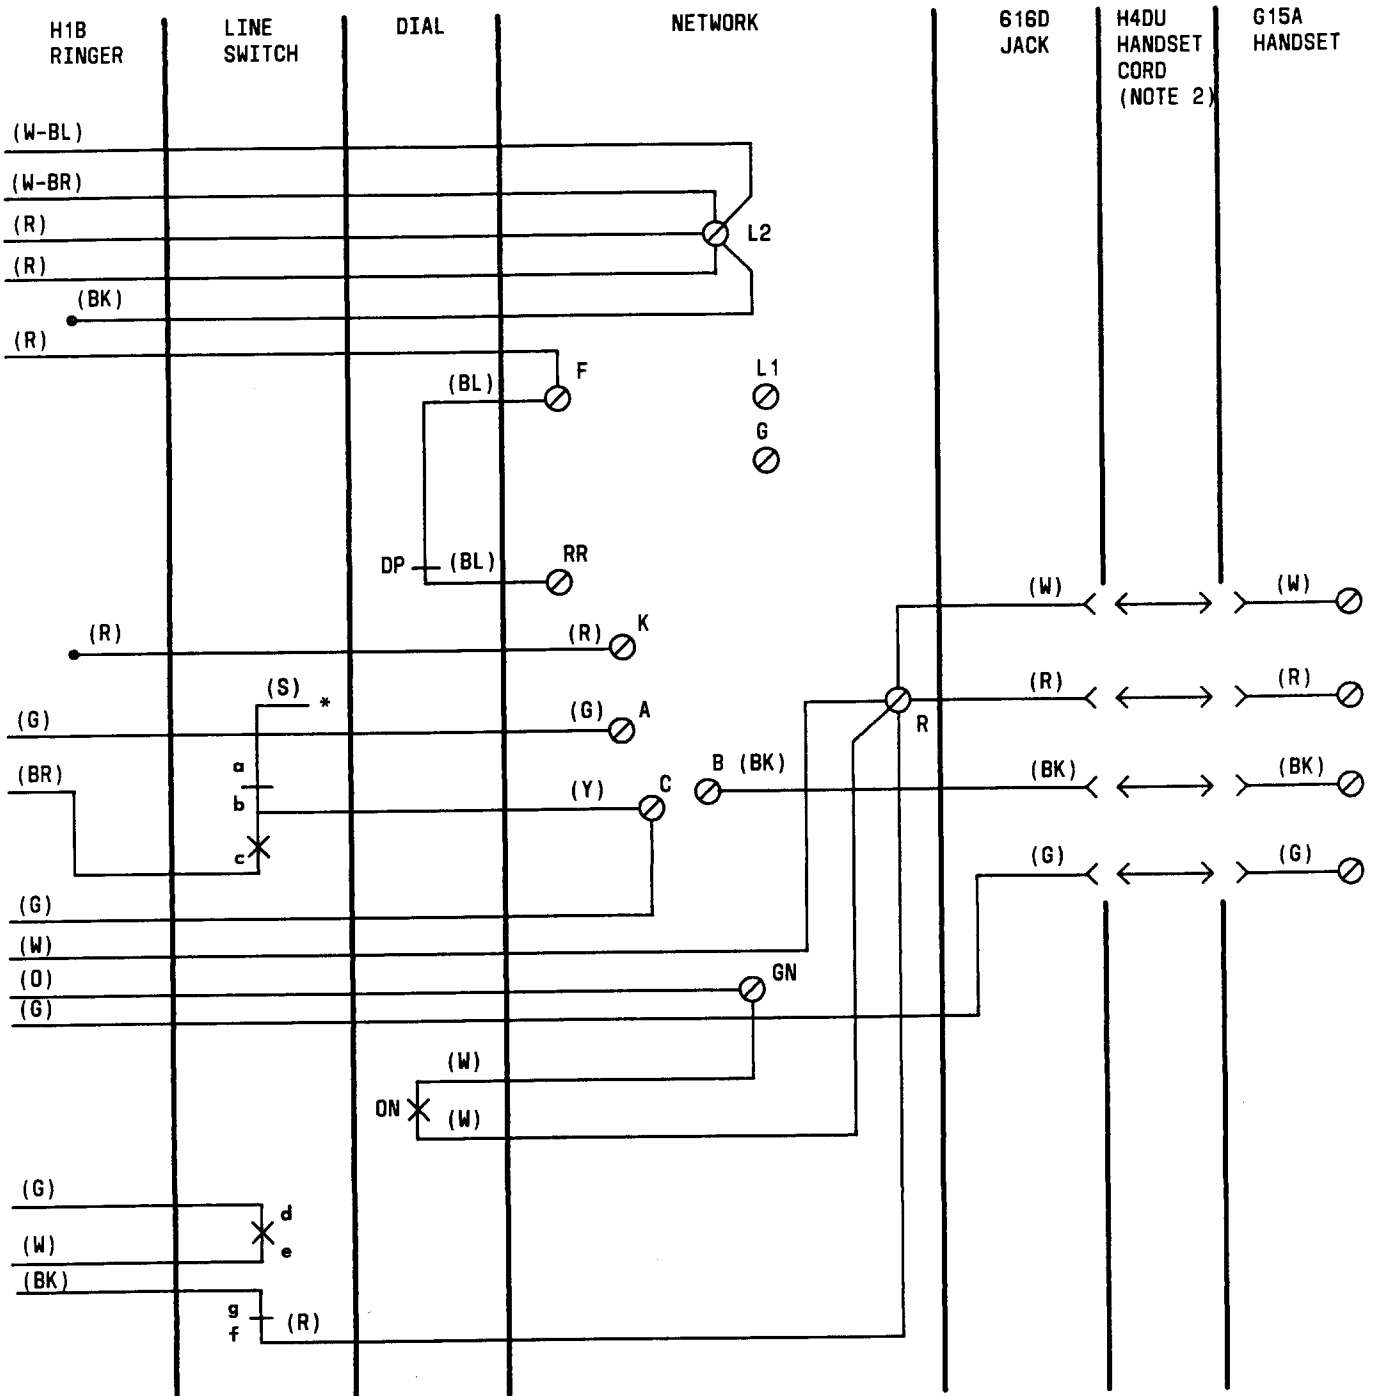 H1B
RINGER
LINE
SWITCH
DIAL
NETWORK
616D
JACK
H4DU
HANDSET
CORD
(NOTE 2)
G15A
HANDSET
(W-BL)
(W-BR)
(R)
L2
(R)
(BK)
(R)
F
(BL)
L1
G
DP
(BL)
RR
(W)
(W)
(R)
(R)
K
(R)
(R)
(S)
*
(G)
(G)
A
R
(BR)
a
b
c
(Y)
C
B (BK)
(BK)
(BK)
(G)
(G)
(G)
(W)
(O)
GN
(G)
(W)
ON
(W)
(G)
d
e
(W)
(BK)
g
f
(R)